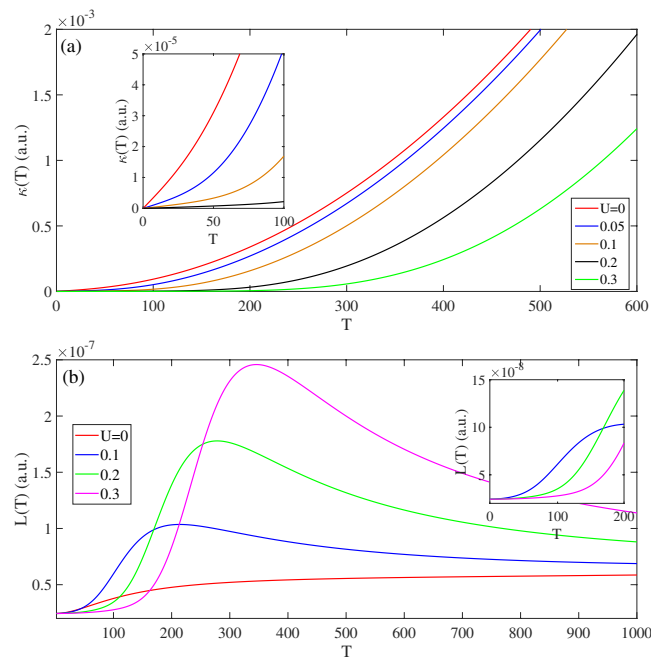 ×10⁻³
(a)
2
1.5
1
0.5
0
κ(T) (a.u.)
0 100 200 300 400 500 600
T
×10⁻⁵
5
4
3
2
1
0
κ(T) (a.u.)
0 50 100
T
U=0
0.05
0.1
0.2
0.3
×10⁻⁷
(b)
2.5
2
1.5
1
0.5
L(T) (a.u.)
100 200 300 400 500 600 700 800 900 1000
T
U=0
0.1
0.2
0.3
×10⁻⁸
15
10
5
L(T) (a.u.)
0 100 200
T